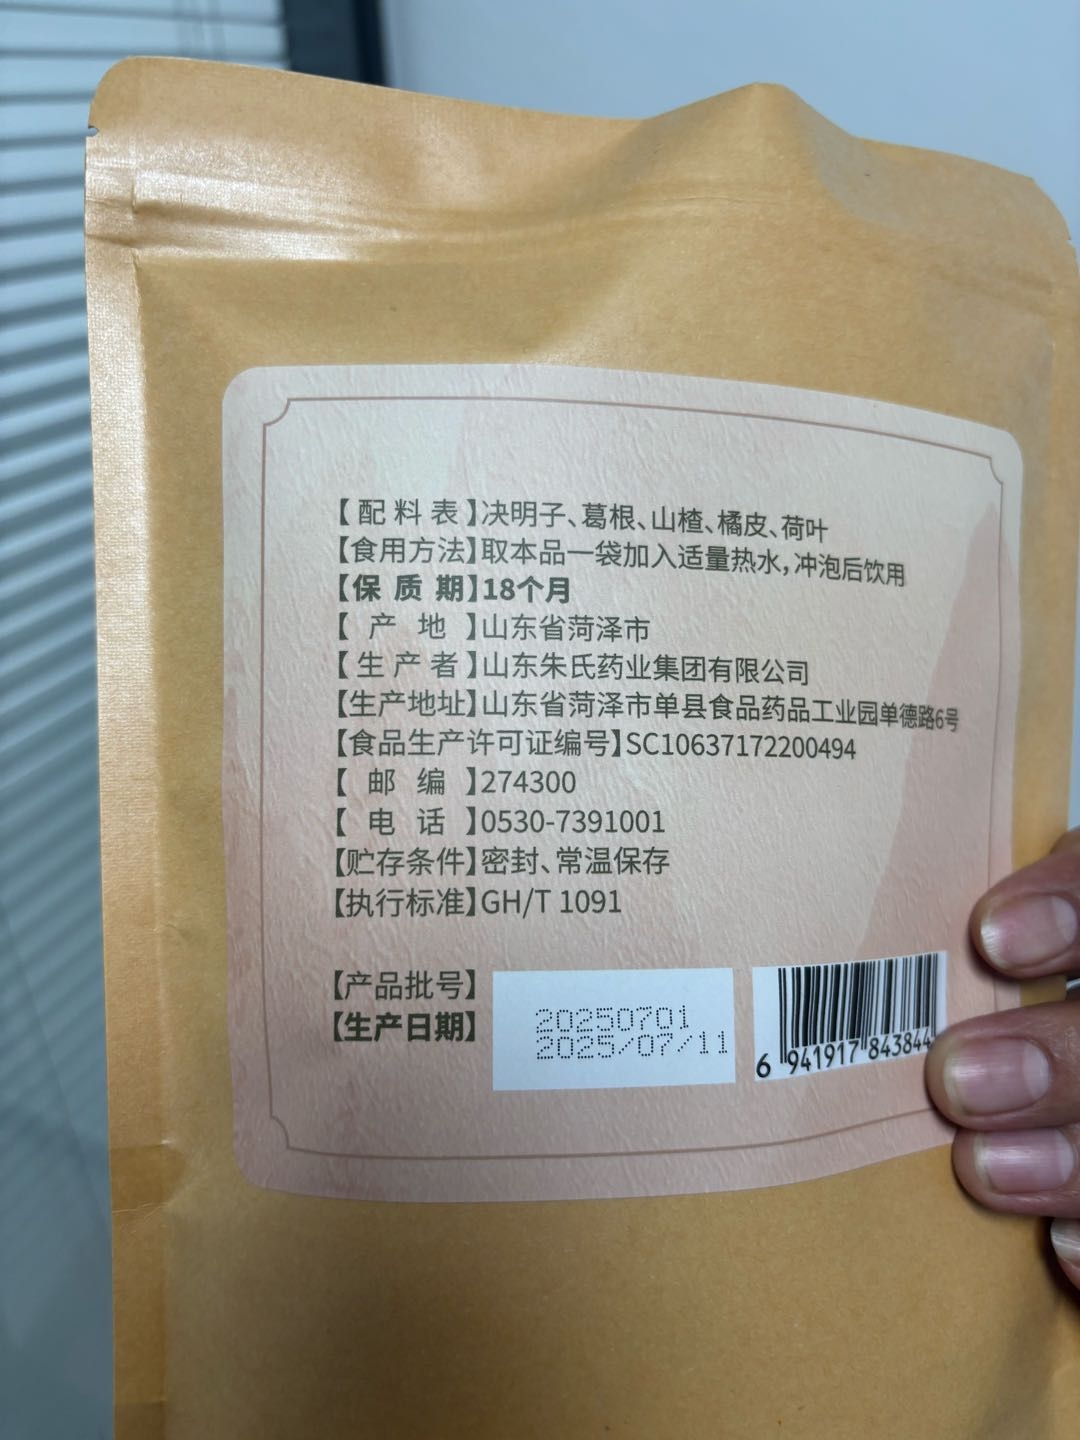 【配料表】决明子、葛根、山楂、橘皮、荷叶
【食用方法】取本品一袋加入适量热水，冲泡后饮用
【保质期】18个月
【产地】山东省菏泽市
【生产者】山东朱氏药业集团有限公司
【生产地址】山东省菏泽市单县食品药品工业园单德路6号
【食品生产许可证编号】SC10637172200494
【邮编】274300
【电话】0530-7391001
【贮存条件】密封、常温保存
【执行标准】GH/T 1091
【产品批号】20250701
【生产日期】2025/07/11
6 941917 843844